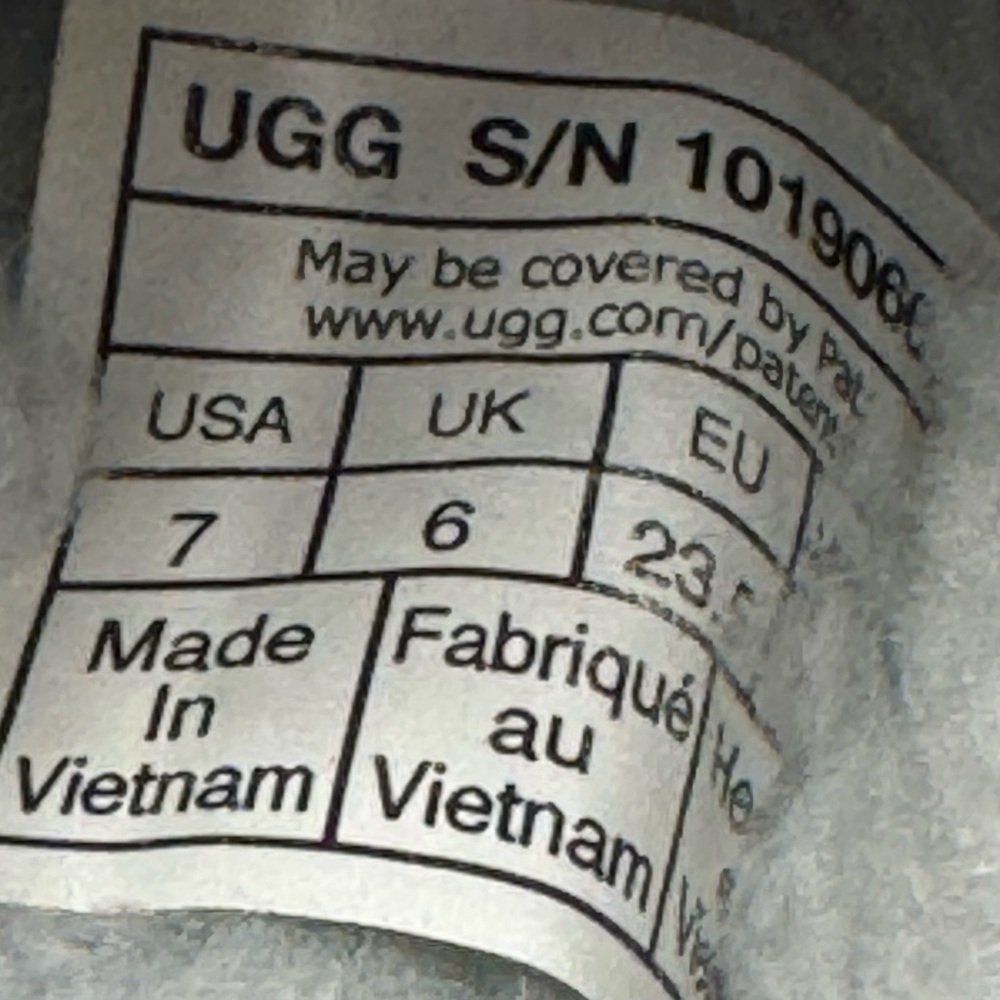 UGG S/N 101906
May be covered by Pat
www.ugg.com/paten
USA UK EU
7 6 23.
Made
In
Vietnam
Fabriqué
au
Vietnam